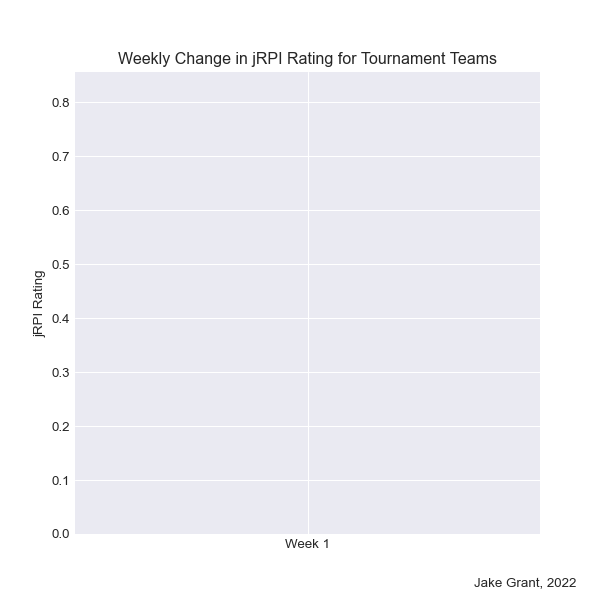 Weekly Change in jRPI Rating for Tournament Teams
0.8
0.7
0.6
0.5
0.4
0.3
0.2
0.1
0.0
jRPI Rating
Week 1
Jake Grant, 2022